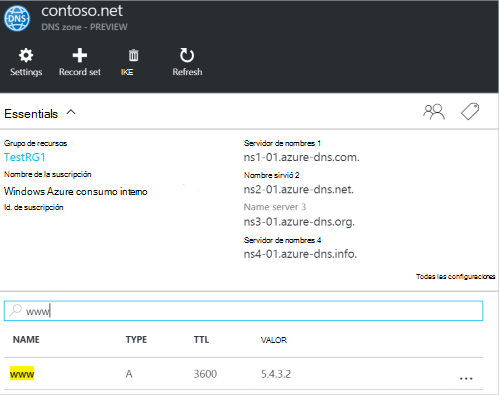 contoso.net
DNS
DNS zone - PREVIEW
Settings
Record set
IKE
Refresh
Essentials
Grupo de recursos
TestRG1
Nombre de la suscripción
Windows Azure consumo interno
Id. de suscripción
Servidor de nombres 1
ns1-01.azure-dns.com.
Nombre sirvió 2
ns2-01.azure-dns.net.
Name server 3
ns3-01.azure-dns.org.
Servidor de nombres 4
ns4-01.azure-dns.info.
Todas las configuraciones
www
NAME TYPE TTL VALOR
www A 3600 5.4.3.2 ...